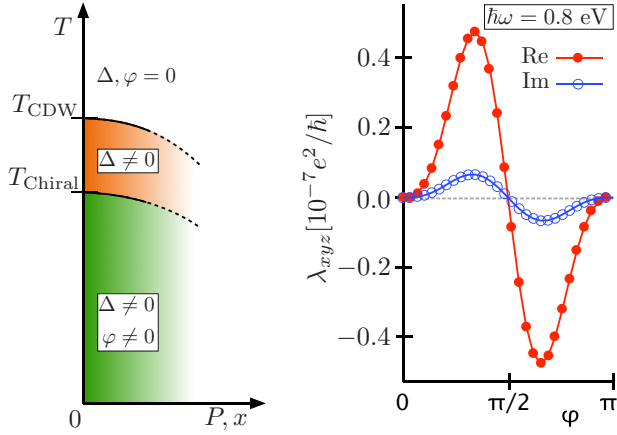 T
Δ, φ = 0
T_CDW
Δ ≠ 0
T_Chiral
Δ ≠ 0
φ ≠ 0
0
P, x
ℏω = 0.8 eV
Re
Im
λ_xyz[10^-7 e^2/ℏ]
0.4
0.2
0.0
−0.2
−0.4
0
π/2
φ
π